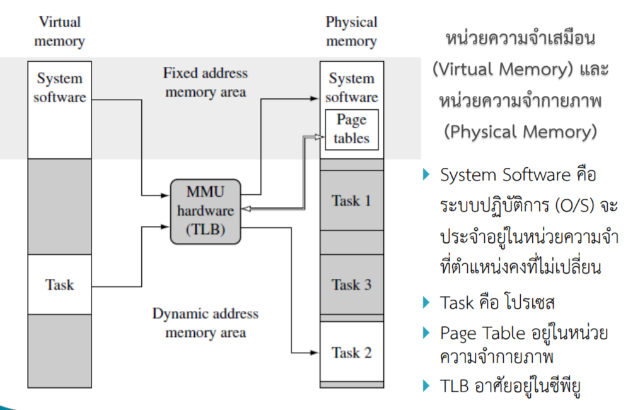 Virtual
memory
Physical
memory
System
software
Fixed address
memory area
System
software
Page
tables
MMU
hardware
(TLB)
Task 1
Task
Task 3
Dynamic address
memory area
Task 2
หน่วยความจำเสมือน
(Virtual Memory) และ
หน่วยความจำกายภาพ
(Physical Memory)
System Software คือ
ระบบปฏิบัติการ (O/S) จะ
ประจำอยู่ในหน่วยความจำ
ที่ตำแหน่งคงที่ไม่เปลี่ยน
Task คือ โปรเซส
Page Table อยู่ในหน่วย
ความจำกายภาพ
TLB อาศัยอยู่ในซีพียู